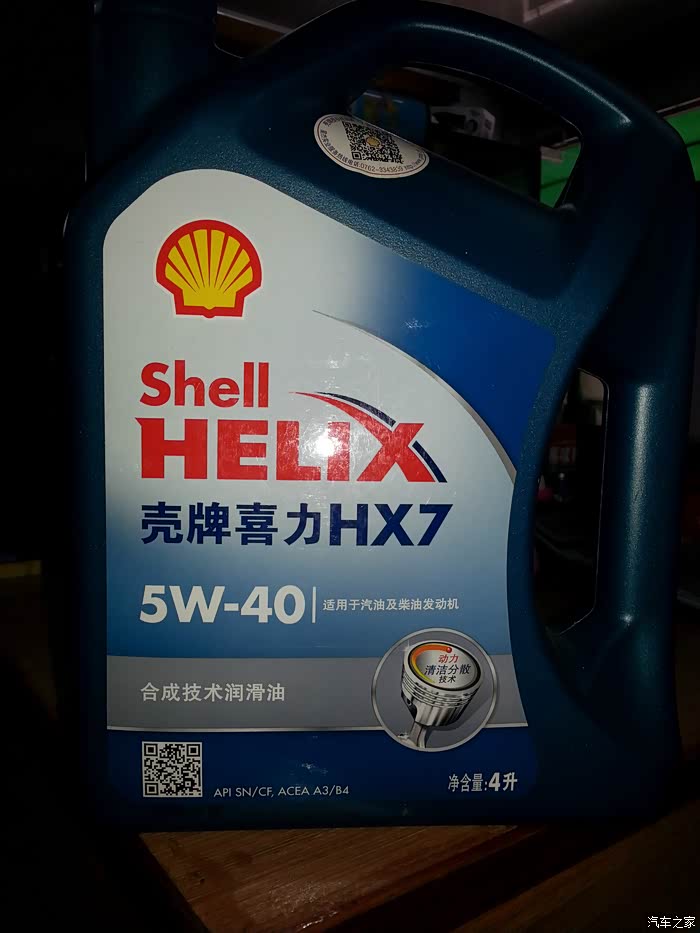 Shell
HELIX
壳牌喜力HX7
5W-40
适用于汽油及柴油发动机
动力
清洁分散
技术
合成技术润滑油
API SN/CF, ACEA A3/B4
净含量:4升
汽车之家